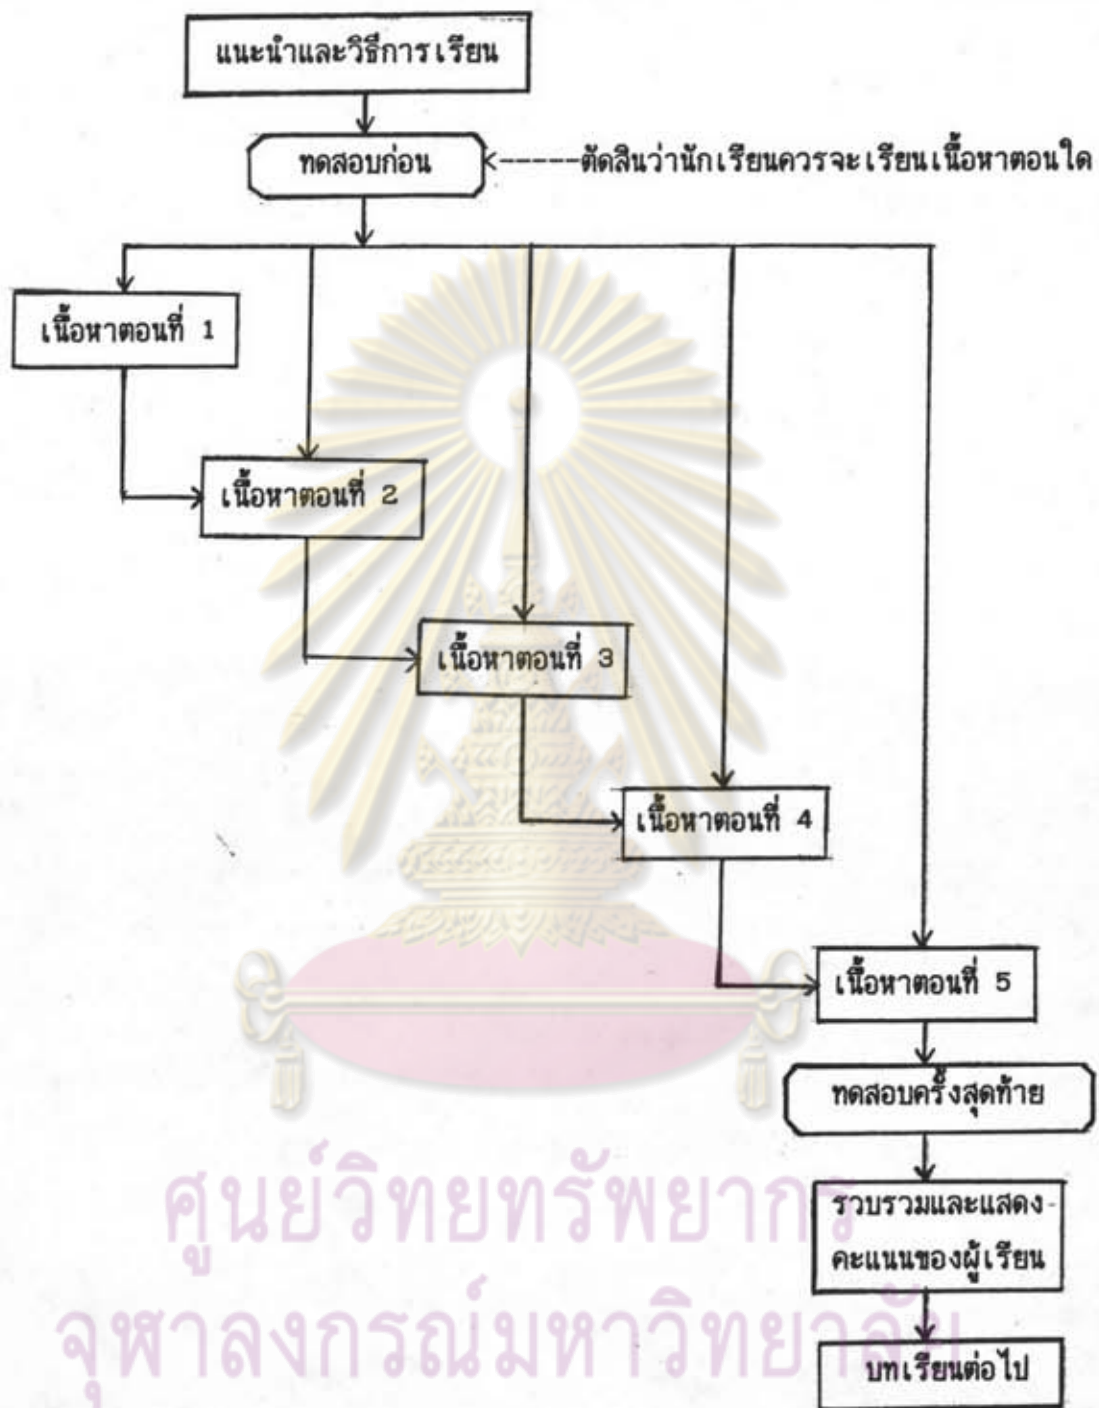 แนะนำและวิธีการเรียน
ทดสอบก่อน
ตัดสินว่านักเรียนควรจะเรียนเนื้อหาตอนใด
เนื้อหาตอนที่ 1
เนื้อหาตอนที่ 2
เนื้อหาตอนที่ 3
เนื้อหาตอนที่ 4
เนื้อหาตอนที่ 5
ทดสอบครั้งสุดท้าย
รวบรวมและแสดง
คะแนนของผู้เรียน
บทเรียนต่อไป
ศูนย์วิทยทรัพยากร
จุฬาลงกรณ์มหาวิทยาลัย